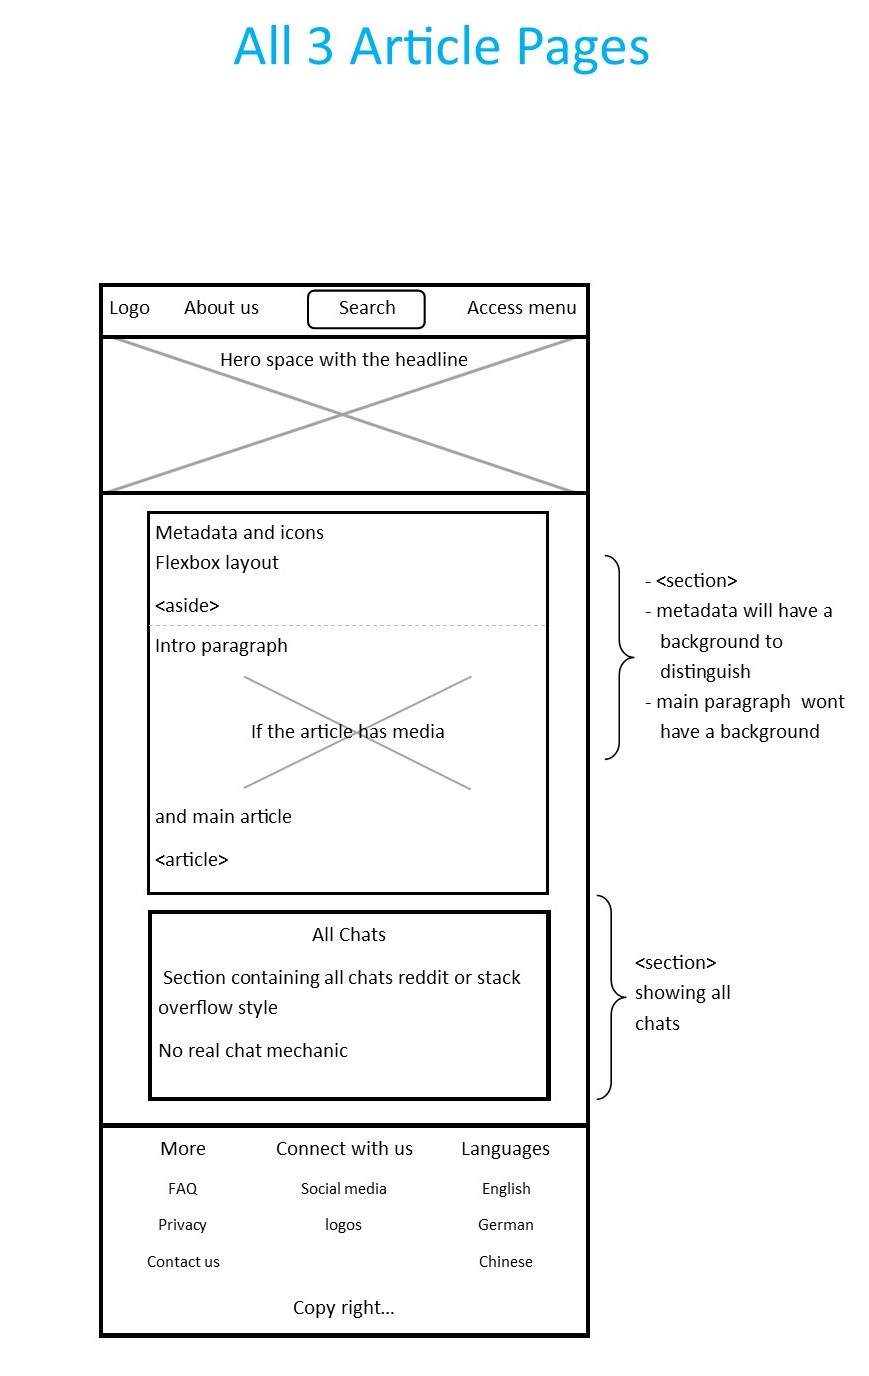 All 3 Article Pages
Logo About us Search Access menu
Hero space with the headline
Metadata and icons
Flexbox layout
<aside>
Intro paragraph
If the article has media
and main article
<article>
- <section>
- metadata will have a
background to
distinguish
- main paragraph wont
have a background
All Chats
Section containing all chats reddit or stack
overflow style
No real chat mechanic
<section>
showing all
chats
More Connect with us Languages
FAQ Social media English
Privacy logos German
Contact us Chinese
Copy right...